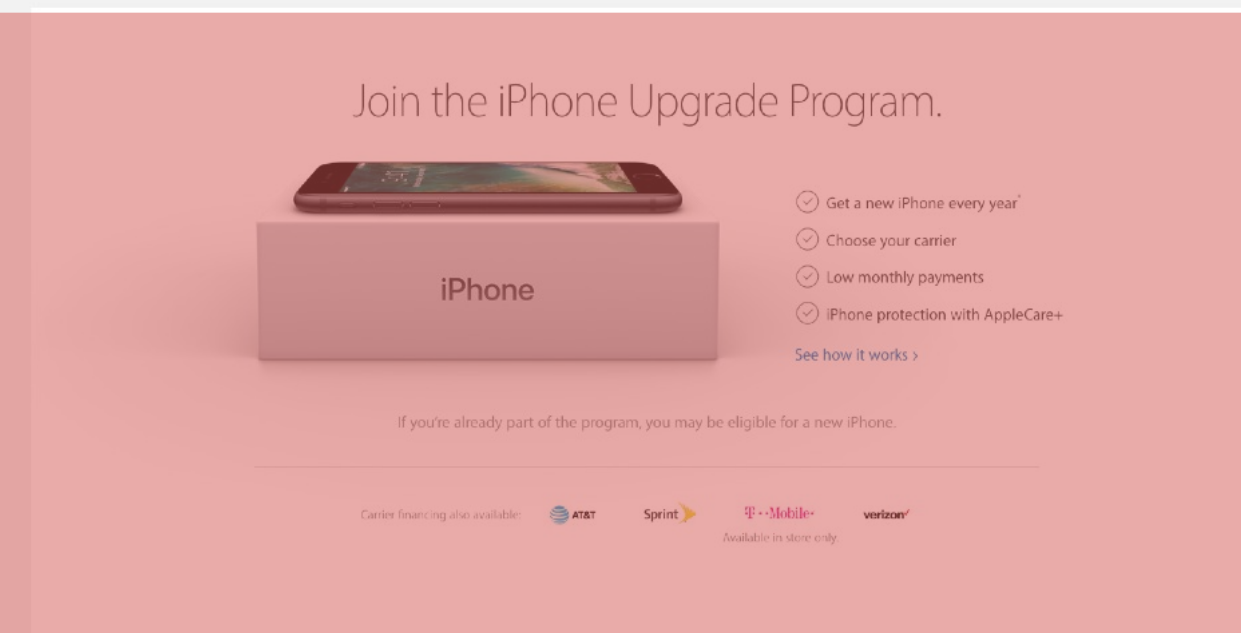 Join the iPhone Upgrade Program.
iPhone
Get a new iPhone every year*
Choose your carrier
Low monthly payments
iPhone protection with AppleCare+
See how it works >
If you're already part of the program, you may be eligible for a new iPhone.
Carrier financing also available: AT&T Sprint T··Mobile· verizon✓
Available in store only.